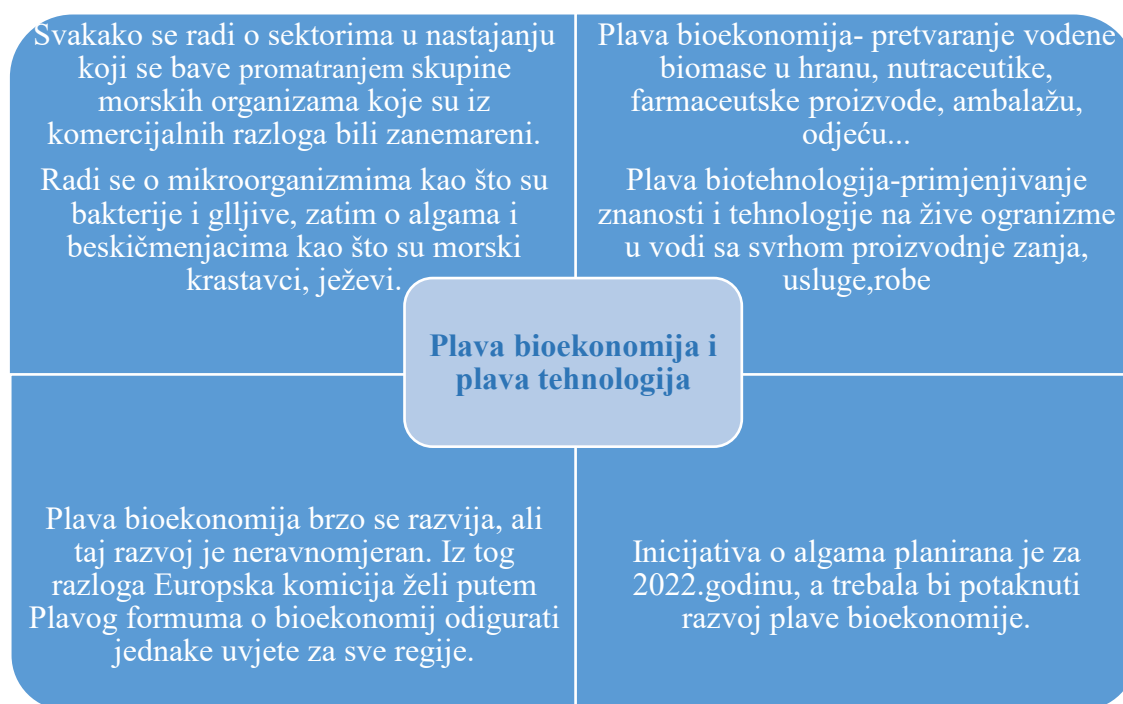 Svakako se radi o sektorima u nastajanju
koji se bave promatranjem skupine
morskih organizama koje su iz
komercijalnih razloga bili zanemareni.
Radi se o mikroorganizmima kao što su
bakterije i glljive, zatim o algama i
beskičmenjacima kao što su morski
krastavci, ježevi.
Plava bioekonomija- pretvaranje vodene
biomase u hranu, nutraceutike,
farmaceutske proizvode, ambalažu,
odjeću...
Plava biotehnologija-primjenjivanje
znanosti i tehnologije na žive ogranizme
u vodi sa svrhom proizvodnje zanja,
usluge,robe
Plava bioekonomija i
plava tehnologija
Plava bioekonomija brzo se razvija, ali
taj razvoj je neravnomjeran. Iz tog
razloga Europska komicija želi putem
Plavog formuma o bioekonomij odigurati
jednake uvjete za sve regije.
Inicijativa o algama planirana je za
2022.godinu, a trebala bi potaknuti
razvoj plave bioekonomije.